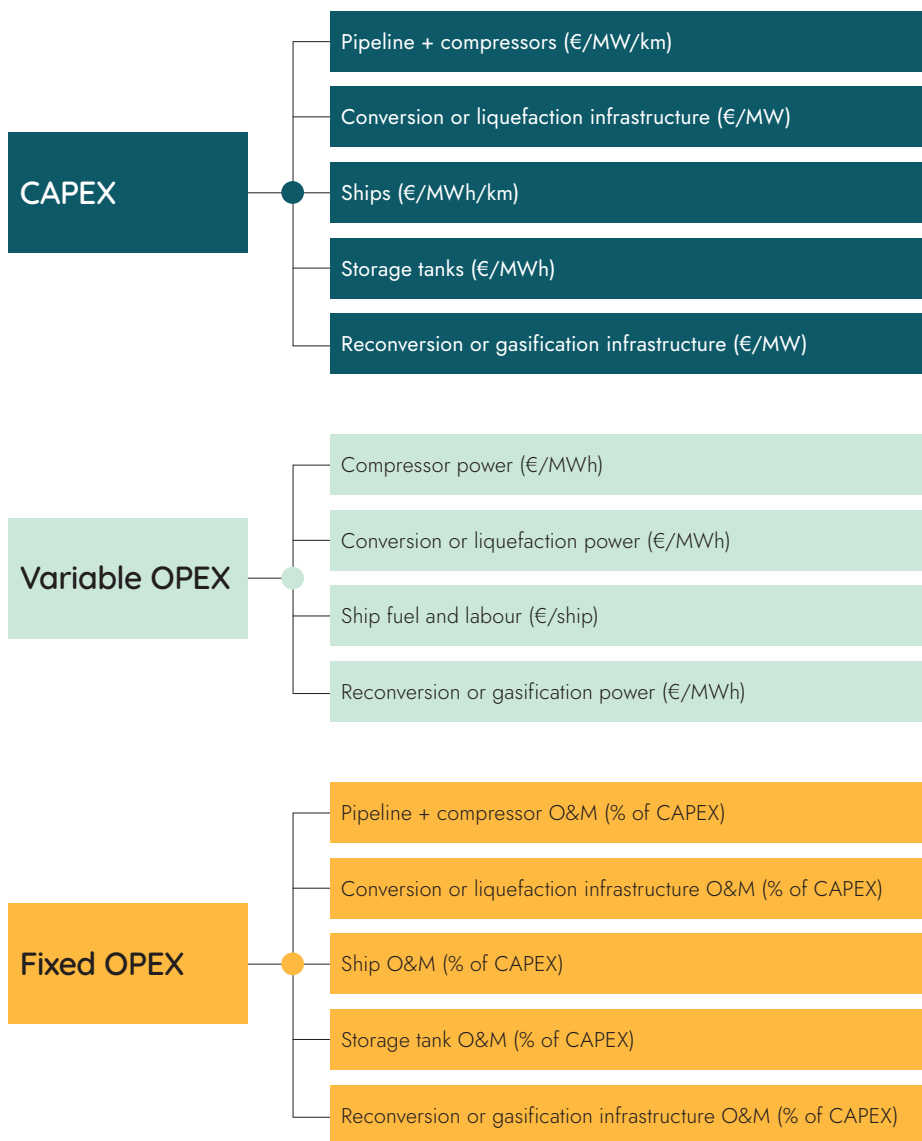 CAPEX
Pipeline + compressors (€/MW/km)
Conversion or liquefaction infrastructure (€/MW)
Ships (€/MWh/km)
Storage tanks (€/MWh)
Reconversion or gasification infrastructure (€/MW)
Variable OPEX
Compressor power (€/MWh)
Conversion or liquefaction power (€/MWh)
Ship fuel and labour (€/ship)
Reconversion or gasification power (€/MWh)
Fixed OPEX
Pipeline + compressor O&M (% of CAPEX)
Conversion or liquefaction infrastructure O&M (% of CAPEX)
Ship O&M (% of CAPEX)
Storage tank O&M (% of CAPEX)
Reconversion or gasification infrastructure O&M (% of CAPEX)